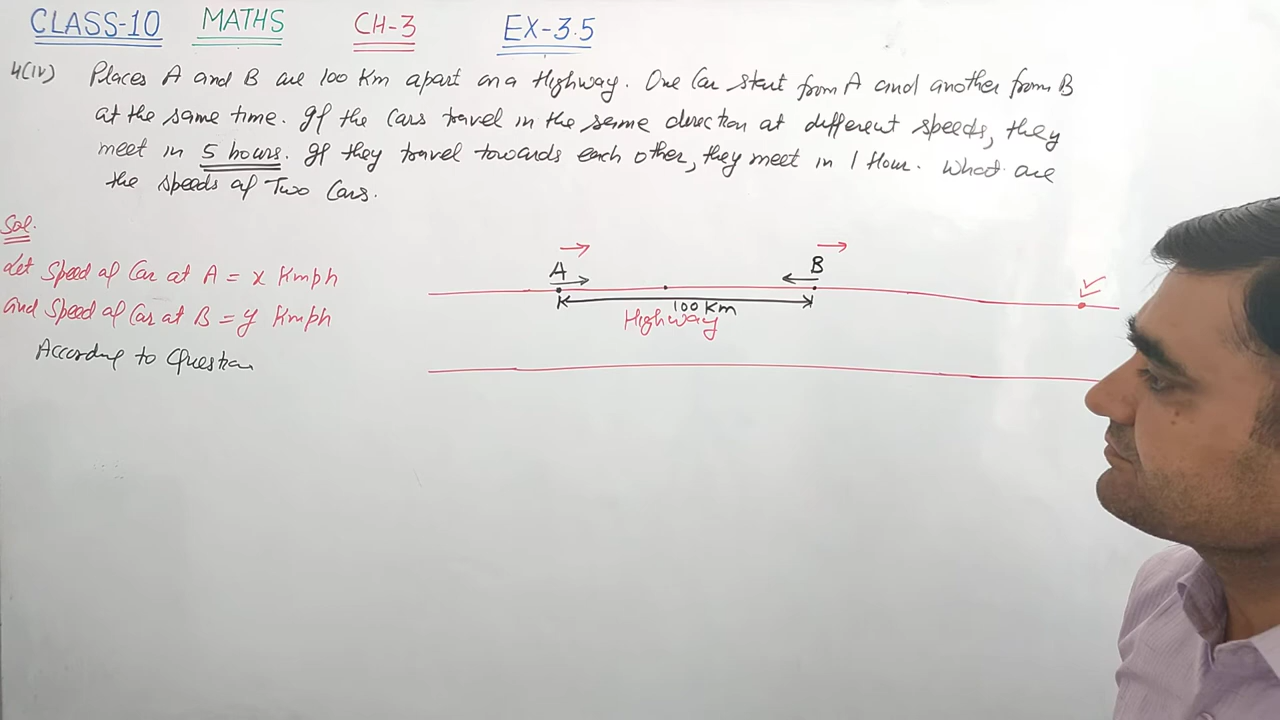 CLASS-10 MATHS CH-3 EX-3.5
4(iv) Places A and B are 100 Km apart on a Highway. One Car start from A and another from B
at the same time. If the Cars travel in the same direction at different speeds, they
meet in 5 hours. If they travel towards each other, they meet in 1 Hour. What are
the speeds of Two Cars.
Sol.
Let Speed of Car at A = x Kmph
and Speed of Car at B = y Kmph
According to Question
A B
100 Km
Highway